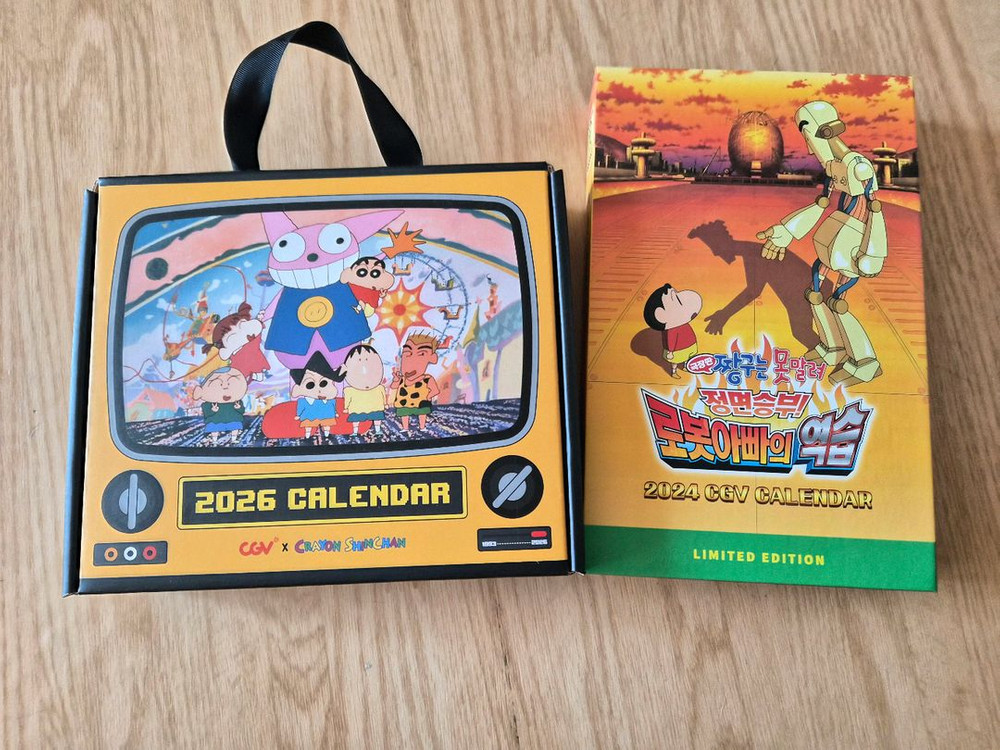 2026 CALENDAR
CGV X CRAYON SHINCHAN
극장판 짱구는 못말려
정면승부!
로봇아빠의 역습
2024 CGV CALENDAR
LIMITED EDITION